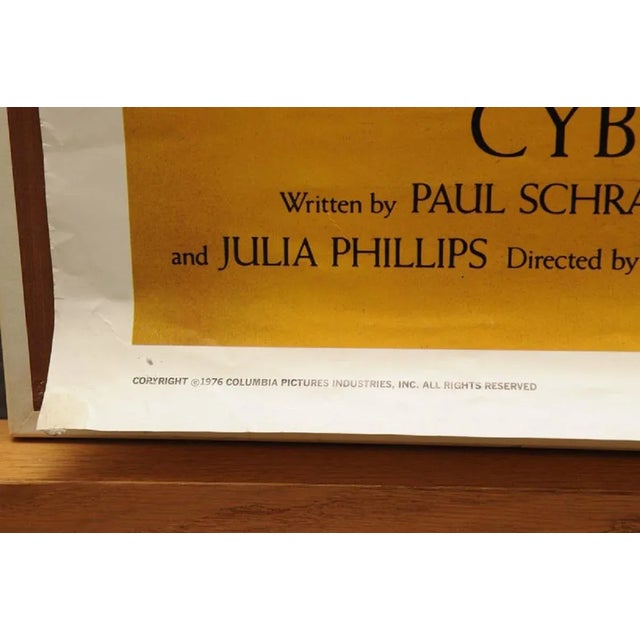 CYB
Written by PAUL SCHRA
and JULIA PHILLIPS Directed by
COPYRIGHT ©1976 COLUMBIA PICTURES INDUSTRIES, INC. ALL RIGHTS RESERVED